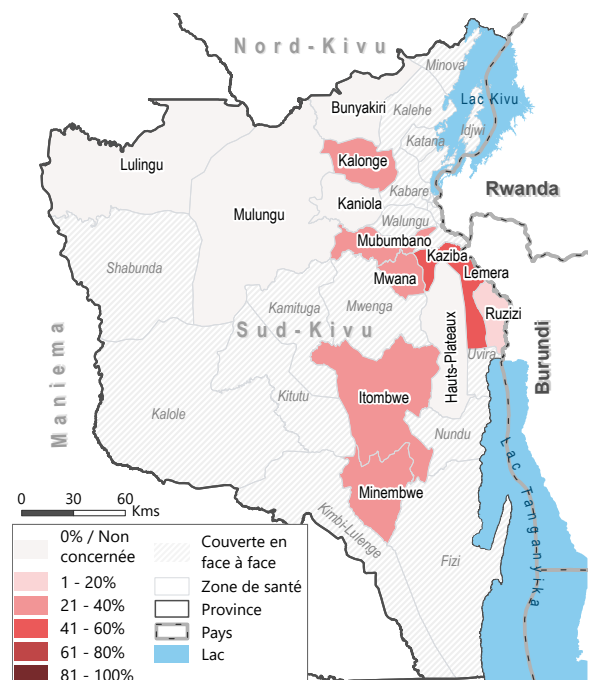 Nord-Kivu
Minova
Lac Kivu
Bunyakiri
Kalehe
Idjwi
Katana
Kalonge
Lulingu
Kabare
Rwanda
Kaniola
Mulungu
Walungu
Mubumbano
Kaziba
Shabunda
Mwana
Lemera
Kamituga
Mwenga
Ruzizi
Sud-Kivu
Hauts-Plateaux
Uvira
Burundi
Maniema
Kitutu
Itombwe
Kalole
Nundu
Lac Tanganyika
Minembwe
Kimbi-Lulenge
Fizi
0 30 60
Kms
0% / Non
concernée
1 - 20%
21 - 40%
41 - 60%
61 - 80%
81 - 100%
Couverte en
face à face
Zone de santé
Province
Pays
Lac